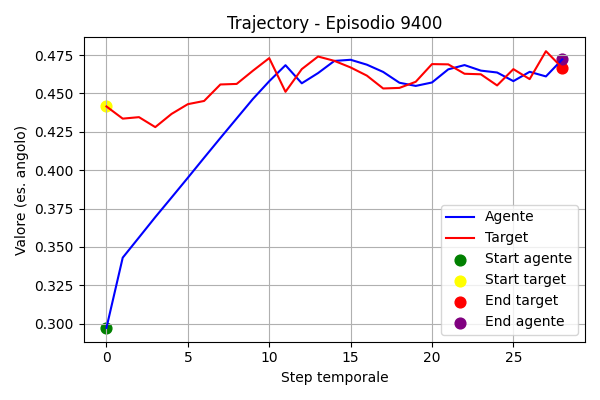 Trajectory - Episodio 9400
Valore (es. angolo)
0.475
0.450
0.425
0.400
0.375
0.350
0.325
0.300
0
5
10
15
20
25
Step temporale
Agente
Target
Start agente
Start target
End target
End agente